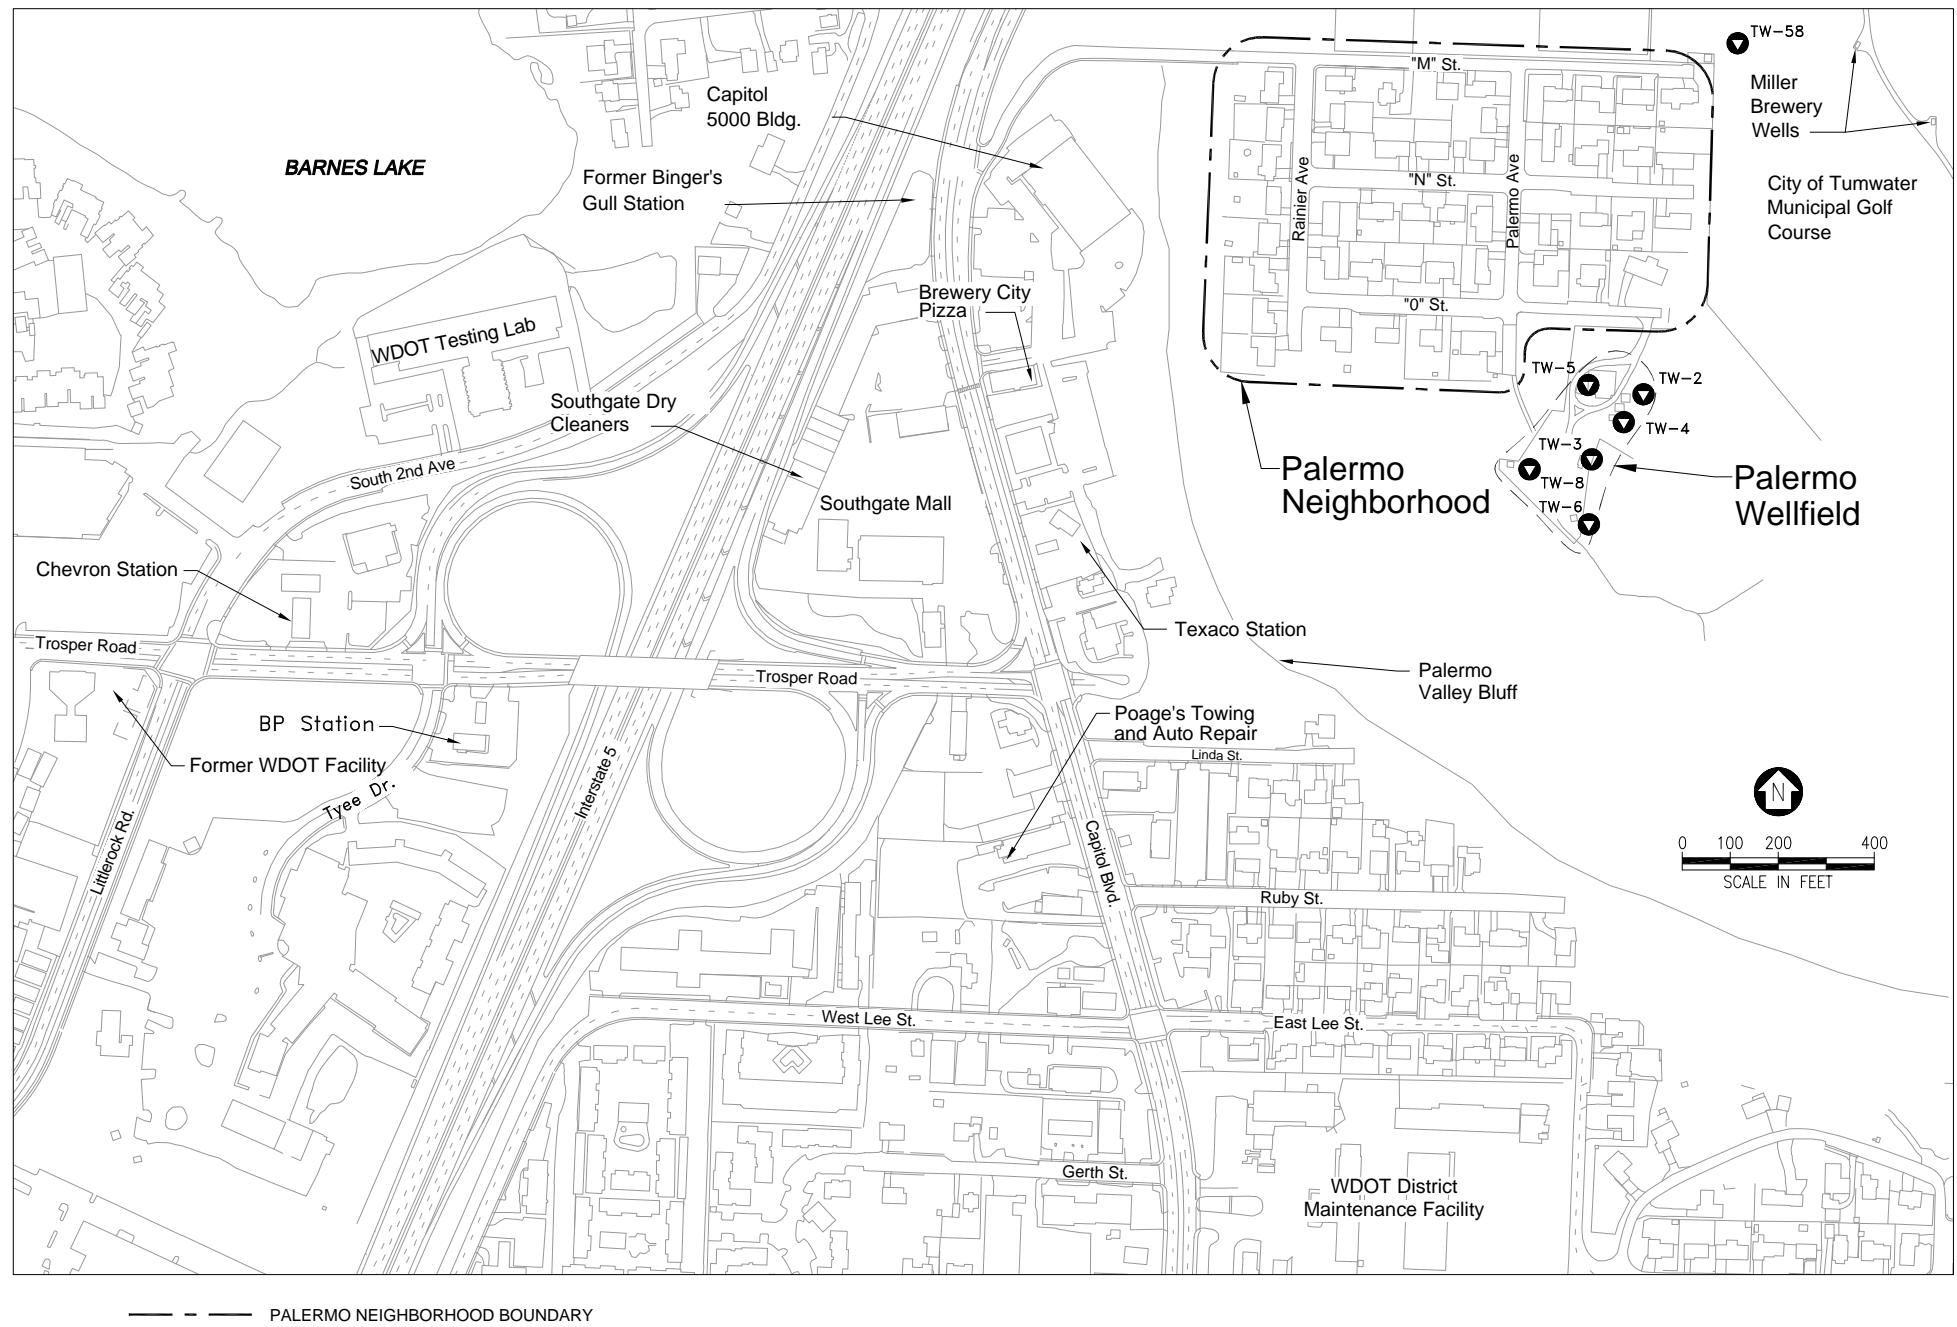 TW-58
"M" St.
Miller
Brewery
Wells
Capitol
5000 Bldg.
BARNES LAKE
Former Binger's
Gull Station
Rainier Ave
"N" St.
Palermo Ave
City of Tumwater
Municipal Golf
Course
Brewery City
Pizza
"0" St.
WDOT Testing Lab
TW-5
TW-2
Southgate Dry
Cleaners
TW-4
TW-3
South 2nd Ave
Palermo
Neighborhood
TW-8
Palermo
Wellfield
Southgate Mall
TW-6
Chevron Station
Texaco Station
Trosper Road
Trosper Road
Palermo
Valley Bluff
BP Station
Poage's Towing
and Auto Repair
Linda St.
Former WDOT Facility
Interstate 5
Tyee Dr.
N
Littlerock Rd.
Capitol Blvd.
0 100 200 400
SCALE IN FEET
Ruby St.
West Lee St.
East Lee St.
Gerth St.
WDOT District
Maintenance Facility
PALERMO NEIGHBORHOOD BOUNDARY